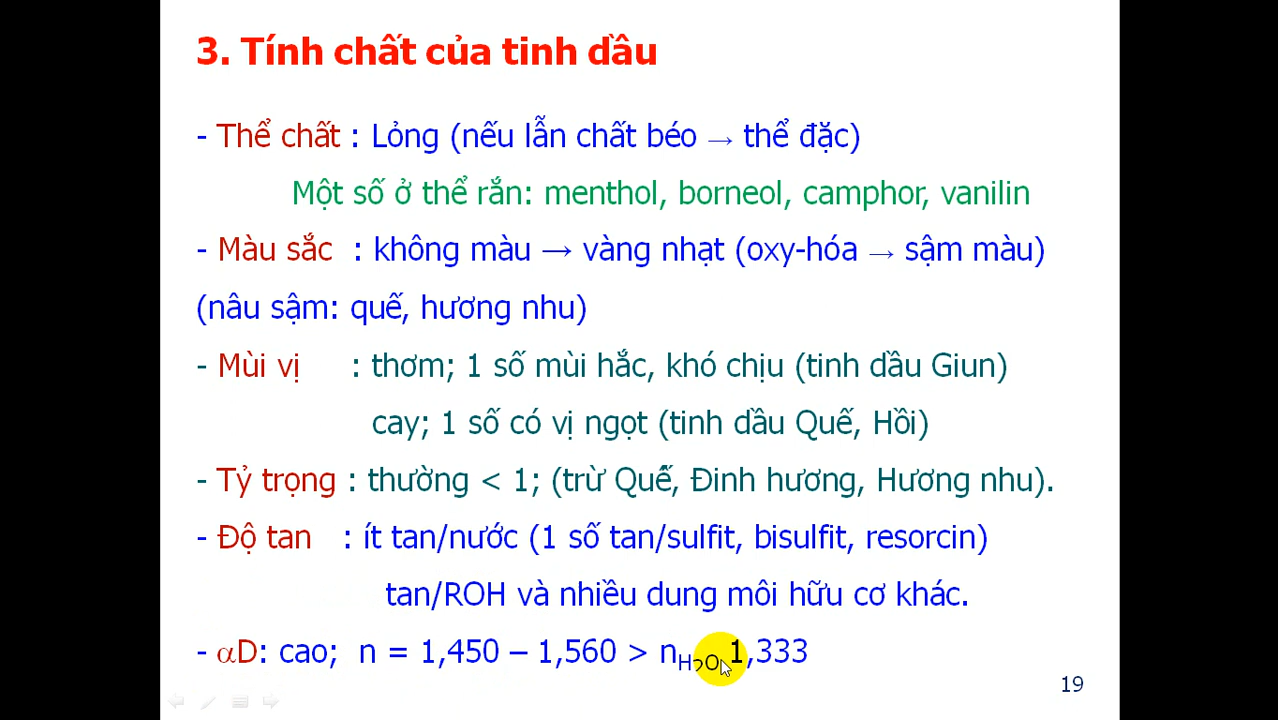 3. Tính chất của tinh dầu
- Thể chất : Lỏng (nếu lẫn chất béo → thể đặc)
Một số ở thể rắn: menthol, borneol, camphor, vanilin
- Màu sắc : không màu → vàng nhạt (oxy-hóa → sậm màu)
(nâu sậm: quế, hương nhu)
- Mùi vị : thơm; 1 số mùi hắc, khó chịu (tinh dầu Giun)
cay; 1 số có vị ngọt (tinh dầu Quế, Hồi)
- Tỷ trọng : thường < 1; (trừ Quế, Đinh hương, Hương nhu).
- Độ tan : ít tan/nước (1 số tan/sulfit, bisulfit, resorcin)
tan/ROH và nhiều dung môi hữu cơ khác.
- αD: cao; n = 1,450 – 1,560 > nH2O 1,333
19